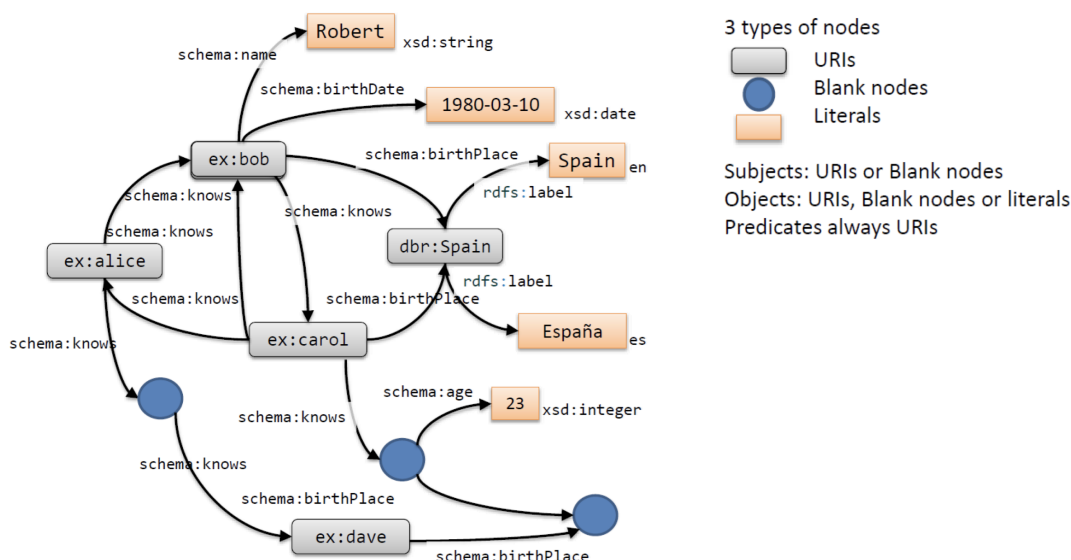 Robert
xsd:string
schema:name
schema:birthDate
1980-03-10
xsd:date
ex:bob
schema:birthPlace
Spain
en
rdfs:label
schema:knows
schema:knows
schema:knows
dbr:Spain
ex:alice
rdfs:label
schema:knows
schema:birthPlace
España
es
ex:carol
schema:knows
schema:age
23
xsd:integer
schema:knows
schema:knows
schema:birthPlace
ex:dave
schema:birthPlace
3 types of nodes
URIs
Blank nodes
Literals
Subjects: URIs or Blank nodes
Objects: URIs, Blank nodes or literals
Predicates always URIs